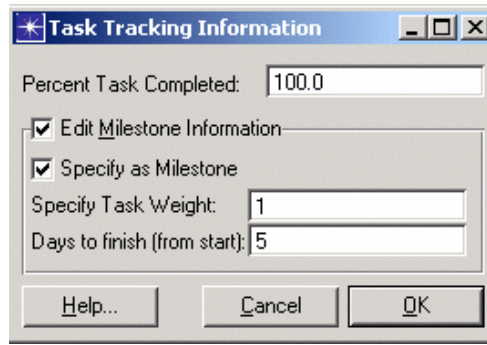 Task Tracking Information
Percent Task Completed: 100.0
Edit Milestone Information
Specify as Milestone
Specify Task Weight: 1
Days to finish (from start): 5
Help... Cancel OK